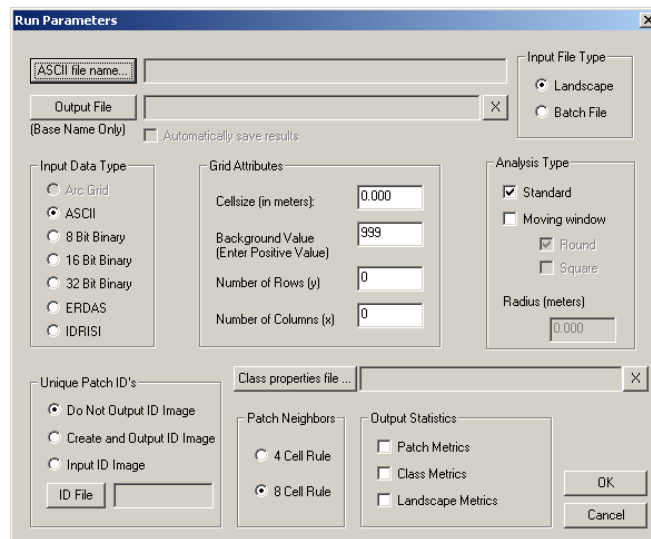 Run Parameters
ASCII file name...
Input File Type
Landscape
Batch File
Output File
X
(Base Name Only)
Automatically save results
Input Data Type
Arc Grid
ASCII
8 Bit Binary
16 Bit Binary
32 Bit Binary
ERDAS
IDRISI
Grid Attributes
Cellsize (in meters):
0.000
Background Value
(Enter Positive Value)
999
Number of Rows (y)
0
Number of Columns (x)
0
Analysis Type
Standard
Moving window
Round
Square
Radius (meters)
0.000
Class properties file ...
X
Unique Patch ID's
Do Not Output ID Image
Create and Output ID Image
Input ID Image
ID File
Patch Neighbors
4 Cell Rule
8 Cell Rule
Output Statistics
Patch Metrics
Class Metrics
Landscape Metrics
OK
Cancel